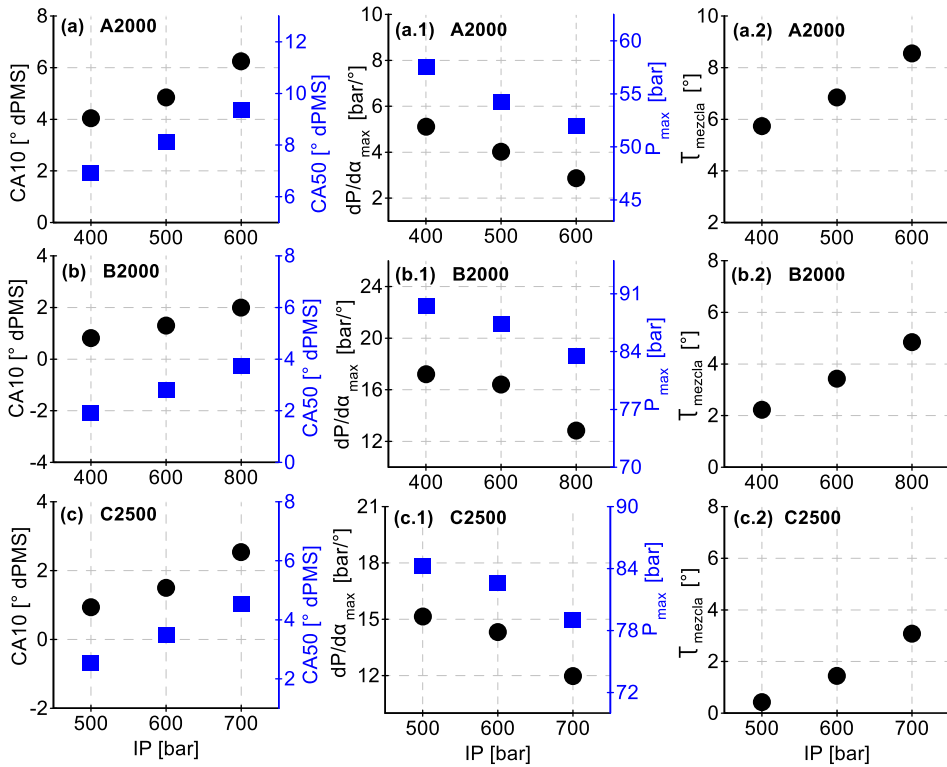 (a) A2000
CA10 [° dPMS]
8
6
4
2
0
400 500 600
12
10
8
6
CA50 [° dPMS]
(a.1) A2000
dP/dα max [bar/°]
10
8
6
4
2
400 500 600
60
55
50
45
P max [bar]
(a.2) A2000
τ mezcla [°]
10
8
6
4
2
400 500 600
(b) B2000
CA10 [° dPMS]
4
2
0
-2
-4
400 600 800
8
6
4
2
0
CA50 [° dPMS]
(b.1) B2000
dP/dα max [bar/°]
24
20
16
12
400 600 800
91
84
77
70
P max [bar]
(b.2) B2000
τ mezcla [°]
8
6
4
2
0
400 600 800
(c) C2500
CA10 [° dPMS]
4
2
0
-2
500 600 700
IP [bar]
8
6
4
2
CA50 [° dPMS]
(c.1) C2500
dP/dα max [bar/°]
21
18
15
12
500 600 700
IP [bar]
90
84
78
72
P max [bar]
(c.2) C2500
τ mezcla [°]
8
6
4
2
0
500 600 700
IP [bar]